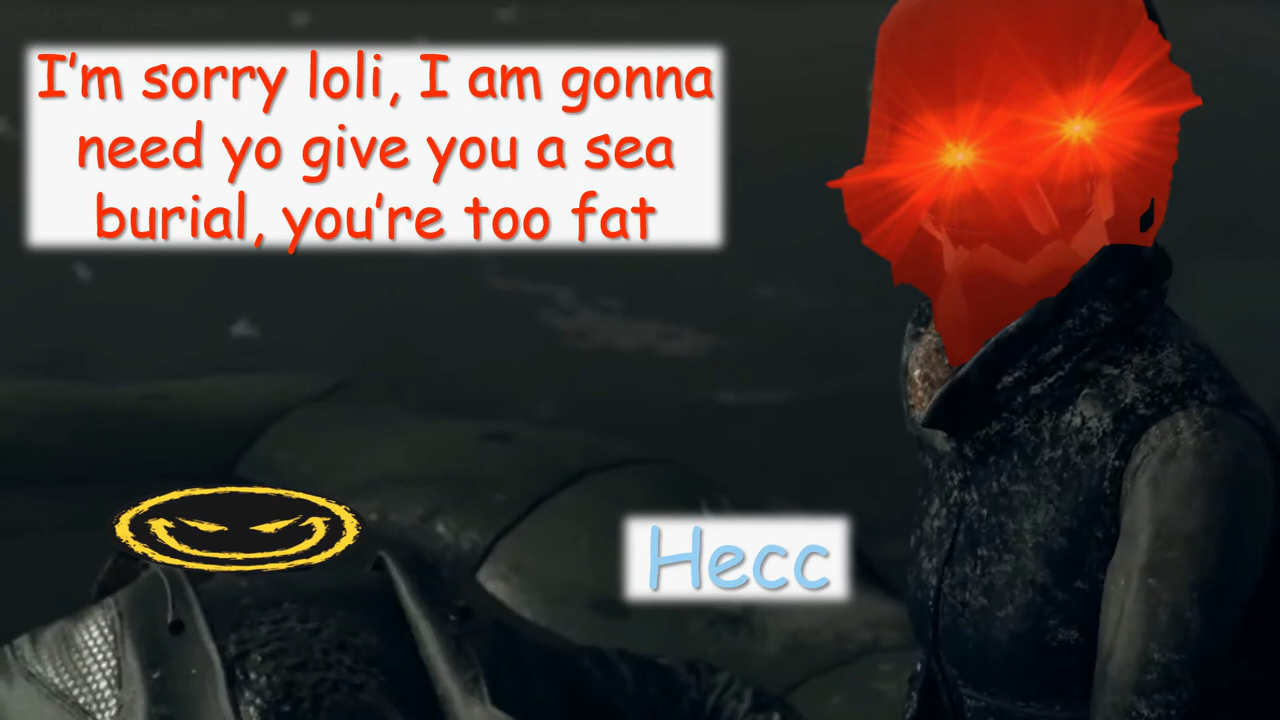 I'm sorry loli, I am gonna
need yo give you a sea
burial, you're too fat
Hecc